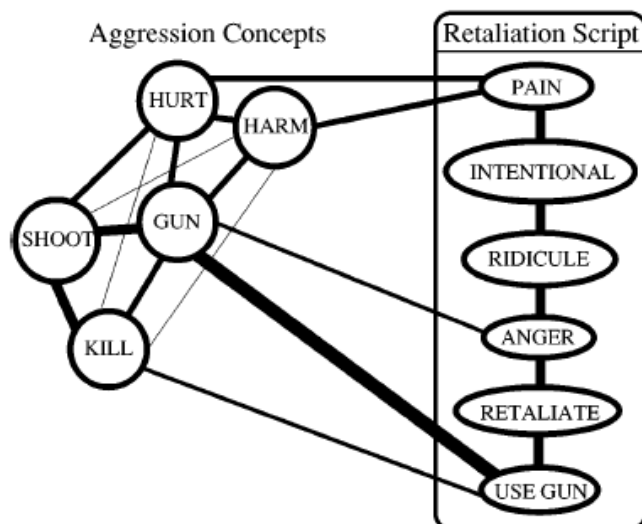 Aggression Concepts
Retaliation Script
HURT
HARM
GUN
SHOOT
KILL
PAIN
INTENTIONAL
RIDICULE
ANGER
RETALIATE
USE GUN